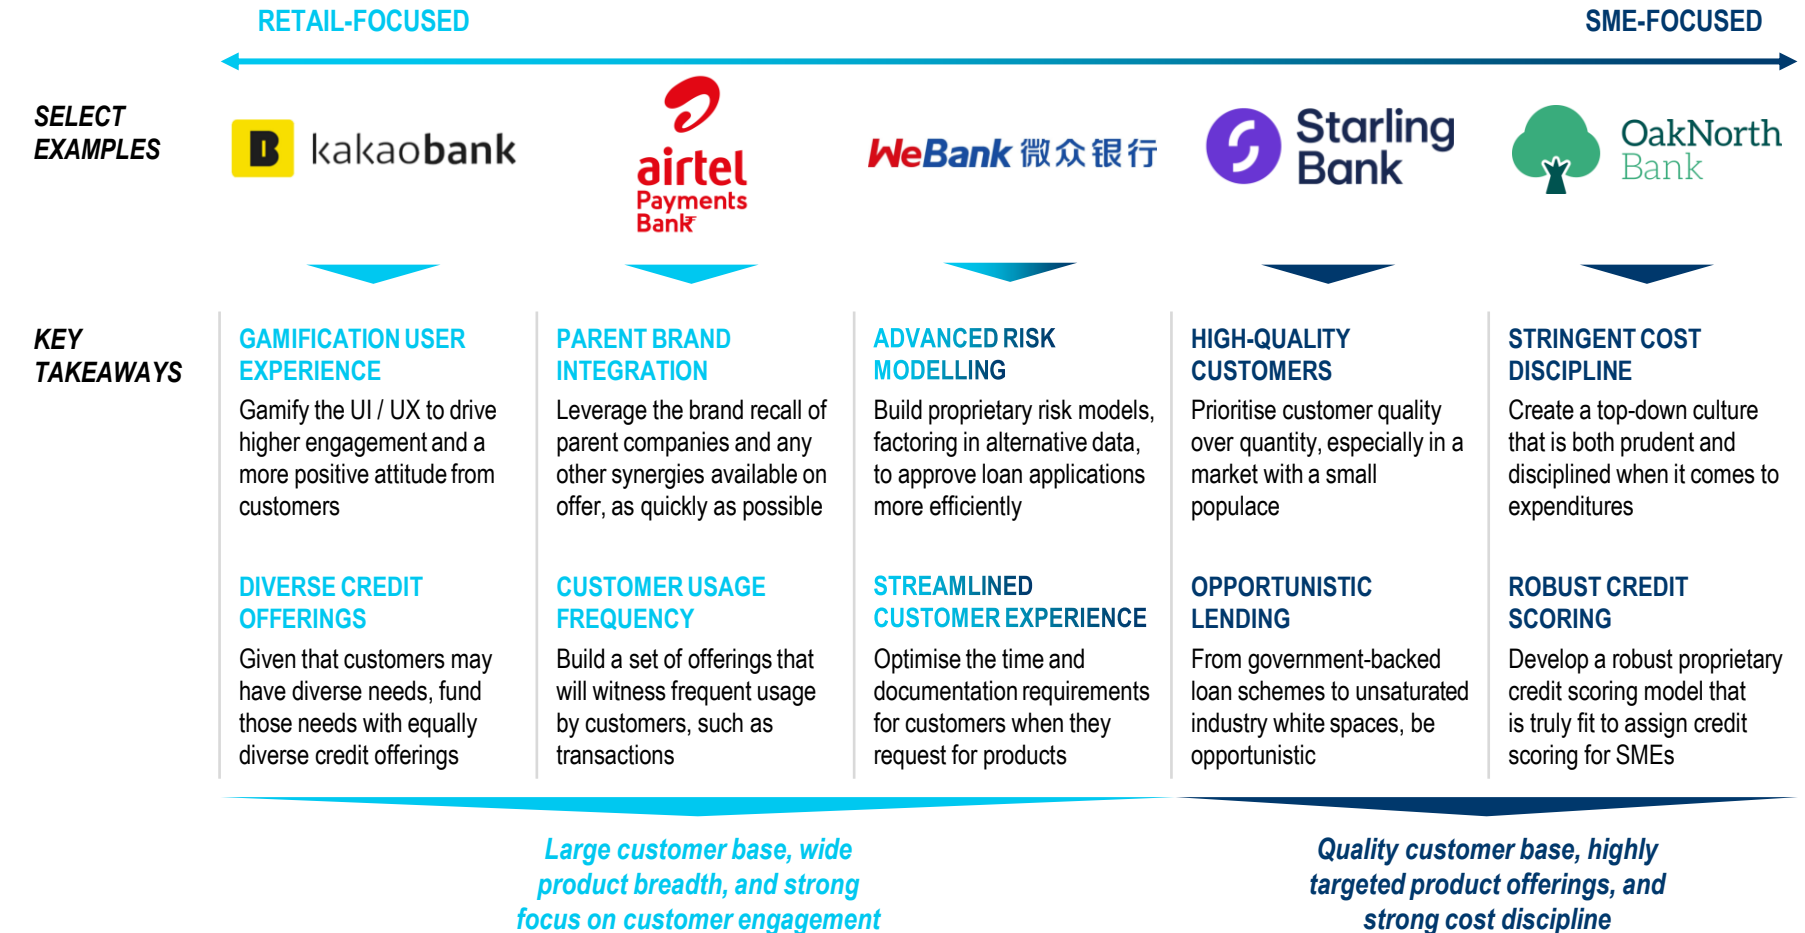 RETAIL-FOCUSED
SME-FOCUSED
SELECT
EXAMPLES
kakaobank
airtel
Payments
Bank
WeBank 微众银行
Starling
Bank
OakNorth
Bank
KEY
TAKEAWAYS
GAMIFICATION USER
EXPERIENCE
Gamify the UI / UX to drive
higher engagement and a
more positive attitude from
customers
DIVERSE CREDIT
OFFERINGS
Given that customers may
have diverse needs, fund
those needs with equally
diverse credit offerings
PARENT BRAND
INTEGRATION
Leverage the brand recall of
parent companies and any
other synergies available on
offer, as quickly as possible
CUSTOMER USAGE
FREQUENCY
Build a set of offerings that
will witness frequent usage
by customers, such as
transactions
ADVANCED RISK
MODELLING
Build proprietary risk models,
factoring in alternative data,
to approve loan applications
more efficiently
STREAMLINED
CUSTOMER EXPERIENCE
Optimise the time and
documentation requirements
for customers when they
request for products
HIGH-QUALITY
CUSTOMERS
Prioritise customer quality
over quantity, especially in a
market with a small
populace
OPPORTUNISTIC
LENDING
From government-backed
loan schemes to unsaturated
industry white spaces, be
opportunistic
STRINGENT COST
DISCIPLINE
Create a top-down culture
that is both prudent and
disciplined when it comes to
expenditures
ROBUST CREDIT
SCORING
Develop a robust proprietary
credit scoring model that
is truly fit to assign credit
scoring for SMEs
Large customer base, wide
product breadth, and strong
focus on customer engagement
Quality customer base, highly
targeted product offerings, and
strong cost discipline